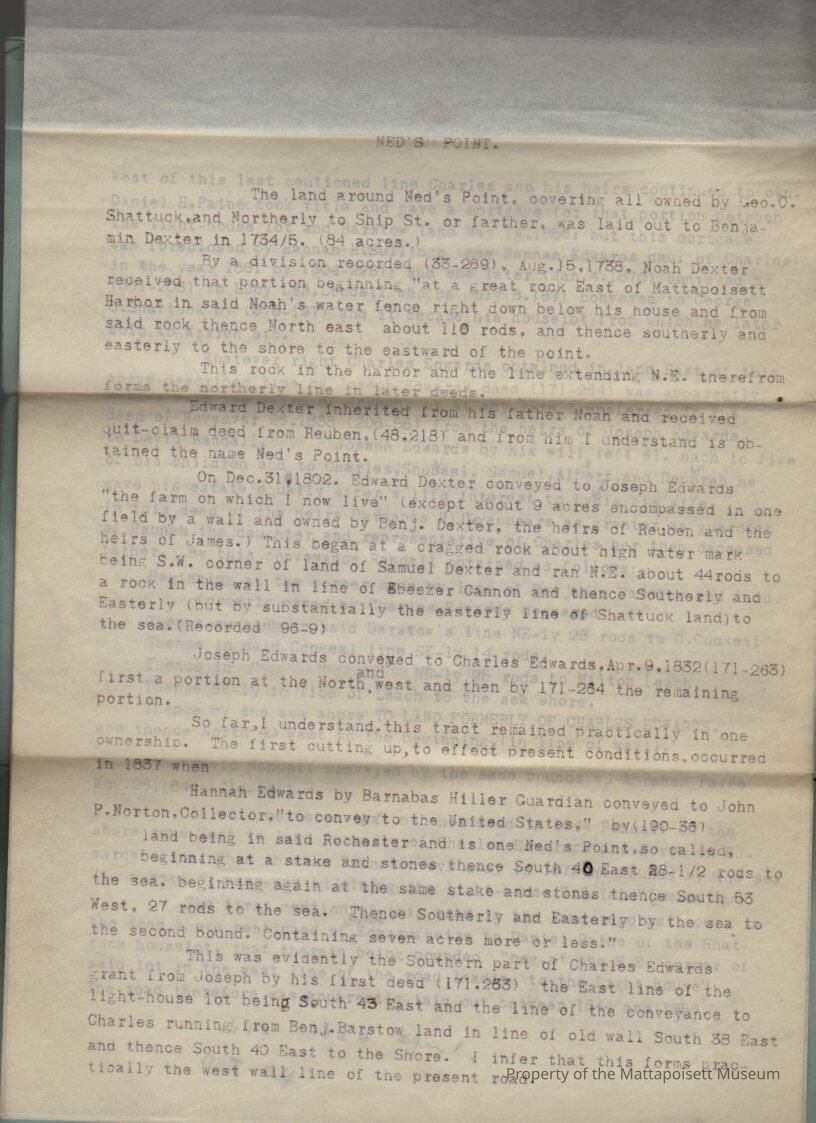 NED'S POINT.
The land around Ned's Point, covering all owned by Geo.O.
Shattuck,and Northerly to Ship St. or farther, was laid out to Benja-
min Dexter in 1734/5. (84 acres.)
By a division recorded (33-269), Aug.15,1738, Noah Dexter
received that portion beginning "at a great rock East of Mattapoisett
Harbor in said Noah's water fence right down below his house and from
said rock thence North east about 110 rods, and thence southerly and
easterly to the shore to the eastward of the point.
This rock in the harbor and the line extending N.E. therefrom
forms the northerly line in later deeds.
Edward Dexter inherited from his father Noah and received
quit-claim deed from Reuben,(48.218) and from him I understand is ob-
tained the name Ned's Point.
On Dec.31,1802. Edward Dexter conveyed to Joseph Edwards
"the farm on which I now live" (except about 9 acres encompassed in one
field by a wall and owned by Benj. Dexter, the heirs of Reuben and the
heirs of James.) This began at a cragged rock about high water mark
being S.W. corner of land of Samuel Dexter and ran N.E. about 44rods to
a rock in the wall in line of Ebeezer Cannon and thence Southerly and
Easterly (but by substantially the easterly line of Shattuck land)to
the sea.(Recorded 96-9)
Joseph Edwards conveyed to Charles Edwards,Apr.9,1832(171-263)
first a portion at the North west and then by 171-264 the remaining
and
portion.
So far,I understand,this tract remained practically in one
ownership. The first cutting up,to effect present conditions,occurred
in 1837 when
Hannah Edwards by Barnabas Hiller Guardian conveyed to John
P.Norton,Collector,"to convey to the United States," by(190-36)
land being in said Rochester and is one Ned's Point,so called,
beginning at a stake and stones thence South 40 East 28-1/2 rods to
the sea. beginning again at the same stake and stones thence South 53
West, 27 rods to the sea. Thence Southerly and Easterly by the sea to
the second bound. Containing seven acres more or less."
This was evidently the Southern part of Charles Edwards
grant from Joseph by his first deed (171.263) the East line of the
light-house lot being South 43 East and the line of the conveyance to
Charles running from Benj.Barstow land in line of old wall South 38 East
and thence South 40 East to the Shore. I infer that this forms prac-
tically the west wall line of the present road.
Property of the Mattapoisett Museum